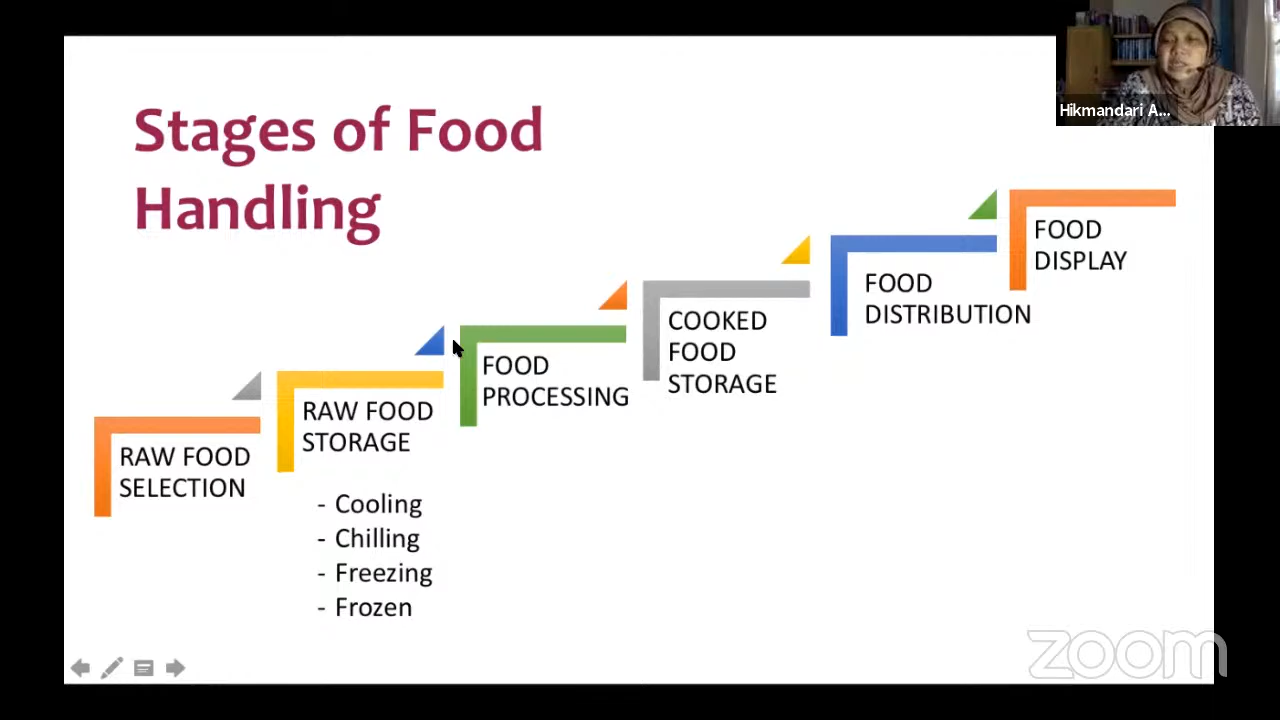 Stages of Food
Handling
RAW FOOD
SELECTION
RAW FOOD
STORAGE
- Cooling
- Chilling
- Freezing
- Frozen
FOOD
PROCESSING
COOKED
FOOD
STORAGE
FOOD
DISTRIBUTION
FOOD
DISPLAY
Hikmandari A...
zoom